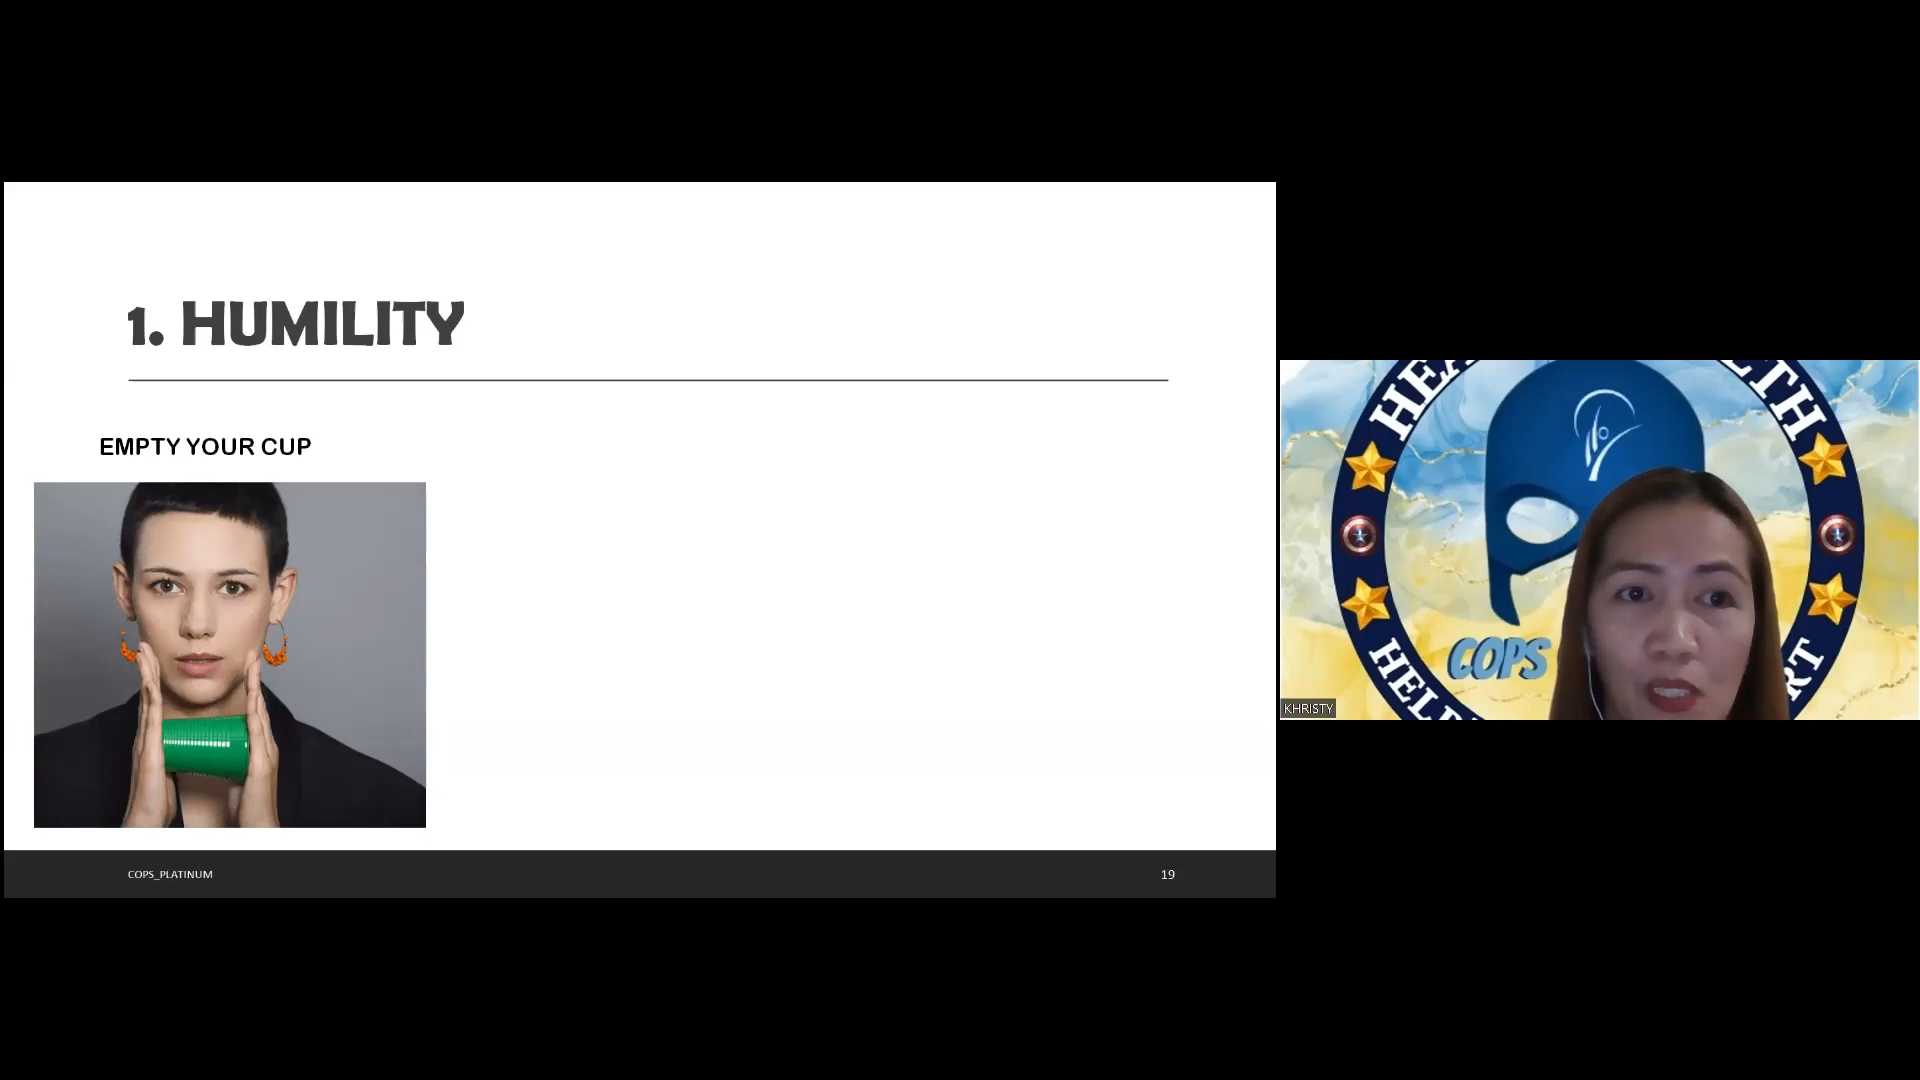 1. HUMILITY
EMPTY YOUR CUP
COPS_PLATINUM
19
COPS
KHRISTY